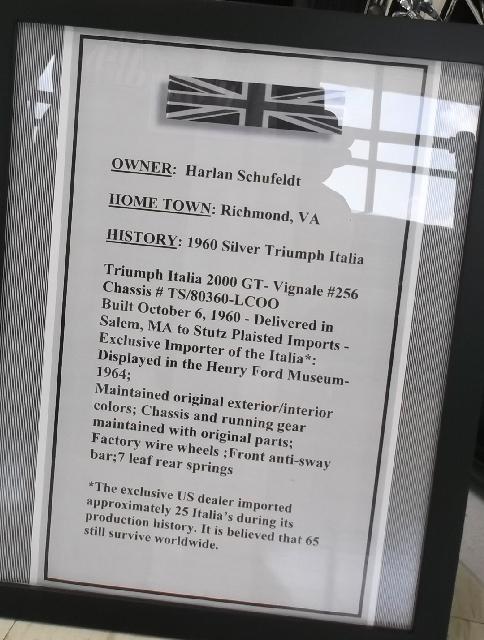 OWNER: Harlan Schufeldt
HOME TOWN: Richmond, VA
HISTORY: 1960 Silver Triumph Italia
Triumph Italia 2000 GT- Vignale #256
Chassis # TS/80360-LCOO
Built October 6, 1960 - Delivered in
Salem, MA to Stutz Plaisted Imports -
Exclusive Importer of the Italia*:
Displayed in the Henry Ford Museum-
1964;
Maintained original exterior/interior
colors; Chassis and running gear
maintained with original parts;
Factory wire wheels ;Front anti-sway
bar;7 leaf rear springs
*The exclusive US dealer imported
approximately 25 Italia's during its
production history. It is believed that 65
still survive worldwide.